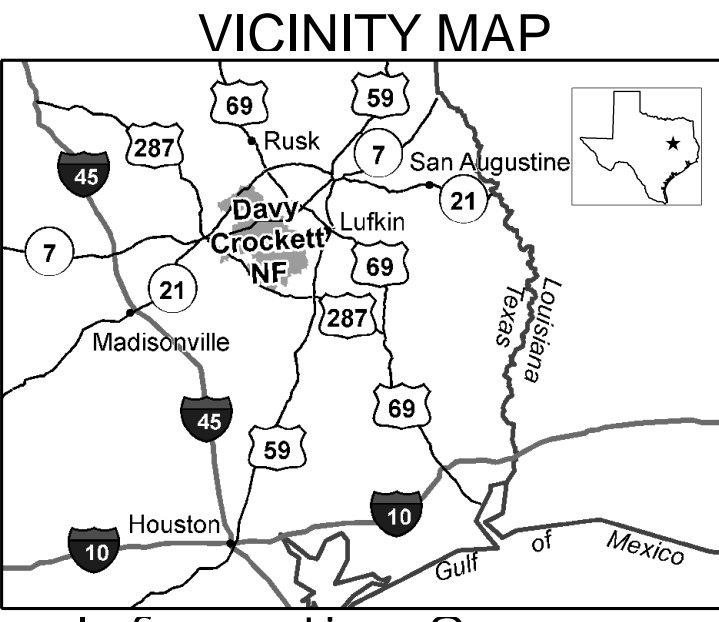 VICINITY MAP
69
59
287
Rusk
7
45
San Augustine
21
Davy
Crockett
NF
Lufkin
7
69
21
287
Texas
Louisiana
Madisonville
69
45
59
Houston
10
10
Gulf of Mexico